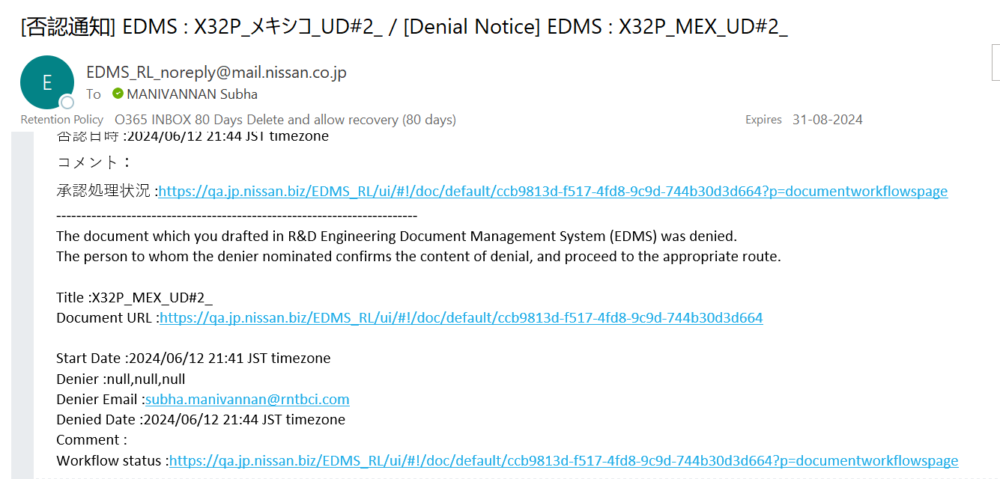 [否認通知] EDMS : X32P_メキシコ_UD#2_ / [Denial Notice] EDMS : X32P_MEX_UD#2_
E
EDMS_RL_noreply@mail.nissan.co.jp
To MANIVANNAN Subha
Retention Policy O365 INBOX 80 Days Delete and allow recovery (80 days) Expires 31-08-2024
否認日時 :2024/06/12 21:44 JST timezone
コメント：
承認処理状況 :https://qa.jp.nissan.biz/EDMS_RL/ui/#!/doc/default/ccb9813d-f517-4fd8-9c9d-744b30d3d664?p=documentworkflowspage
------------------------------------------------------------------------
The document which you drafted in R&D Engineering Document Management System (EDMS) was denied.
The person to whom the denier nominated confirms the content of denial, and proceed to the appropriate route.
Title :X32P_MEX_UD#2_
Document URL :https://qa.jp.nissan.biz/EDMS_RL/ui/#!/doc/default/ccb9813d-f517-4fd8-9c9d-744b30d3d664
Start Date :2024/06/12 21:41 JST timezone
Denier :null,null,null
Denier Email :subha.manivannan@rntbci.com
Denied Date :2024/06/12 21:44 JST timezone
Comment :
Workflow status :https://qa.jp.nissan.biz/EDMS_RL/ui/#!/doc/default/ccb9813d-f517-4fd8-9c9d-744b30d3d664?p=documentworkflowspage